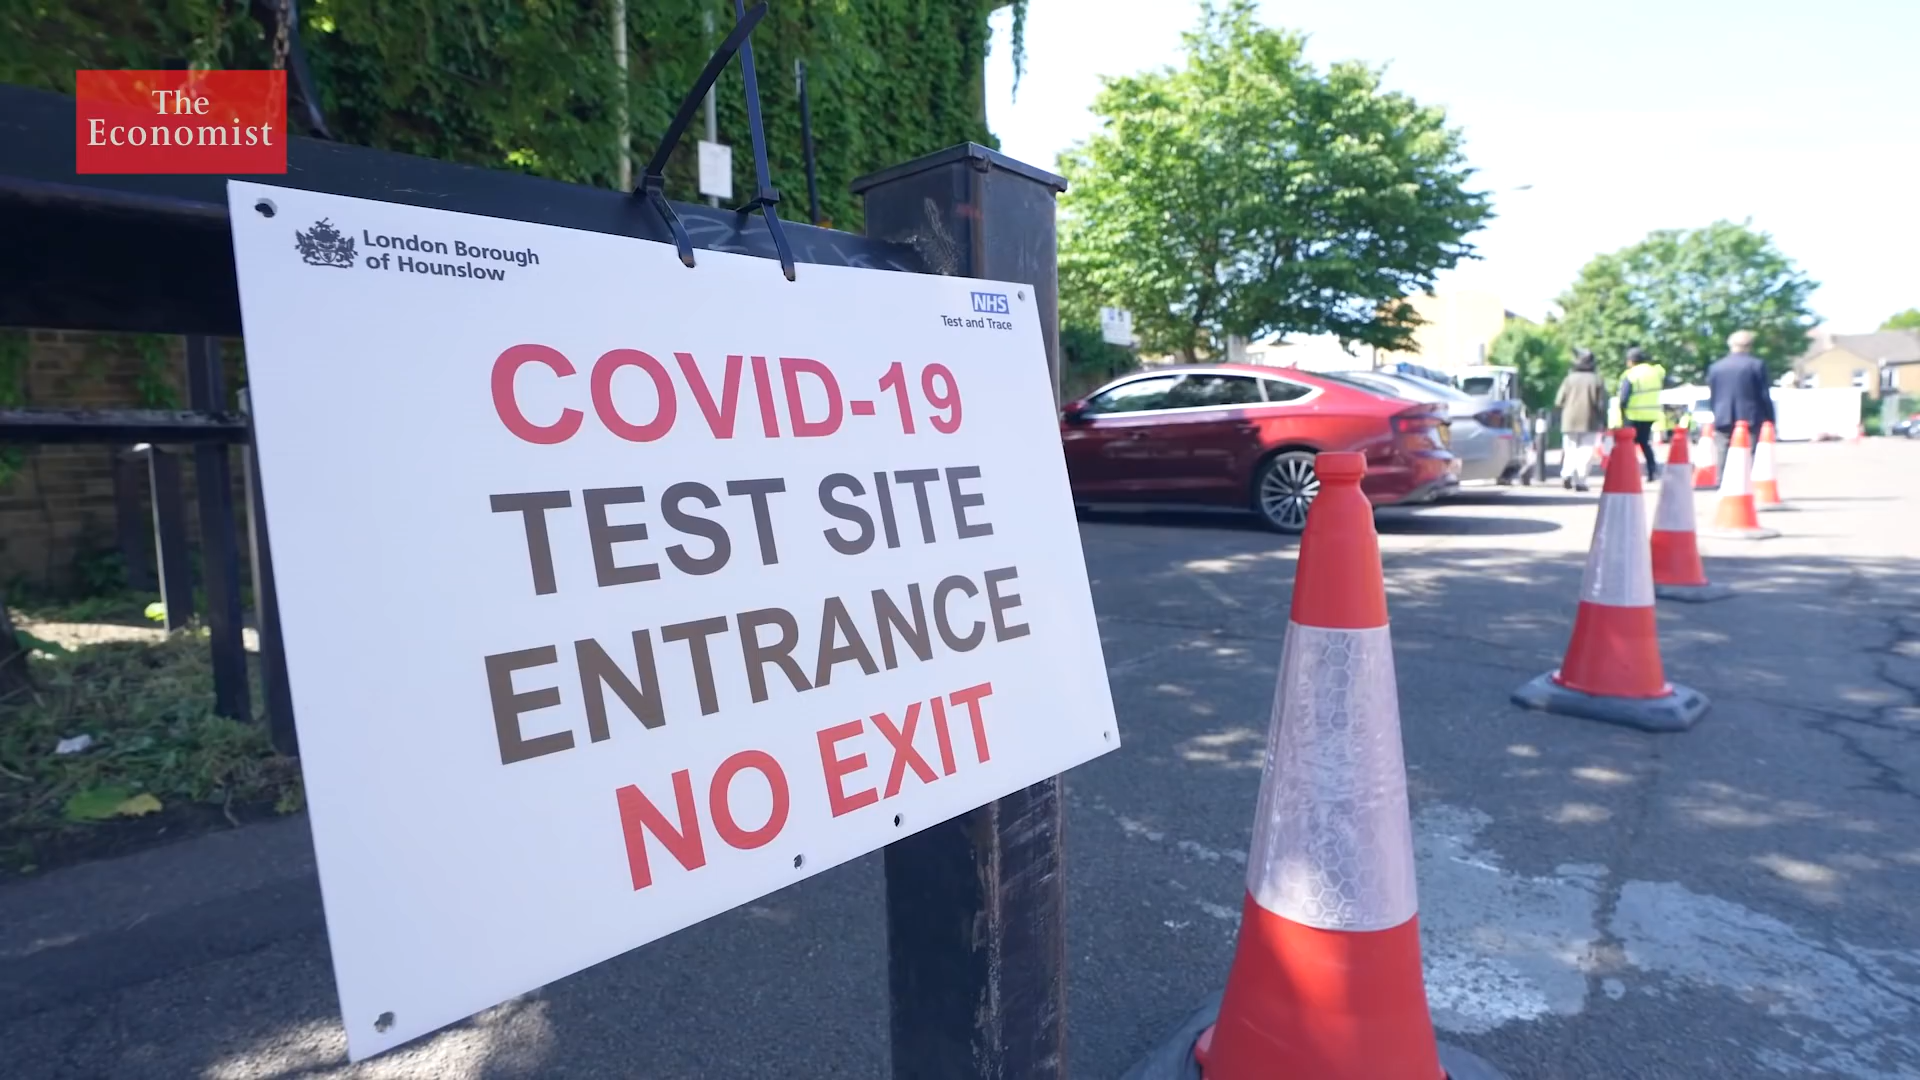 The
Economist
London Borough
of Hounslow
NHS
Test and Trace
COVID-19
TEST SITE
ENTRANCE
NO EXIT